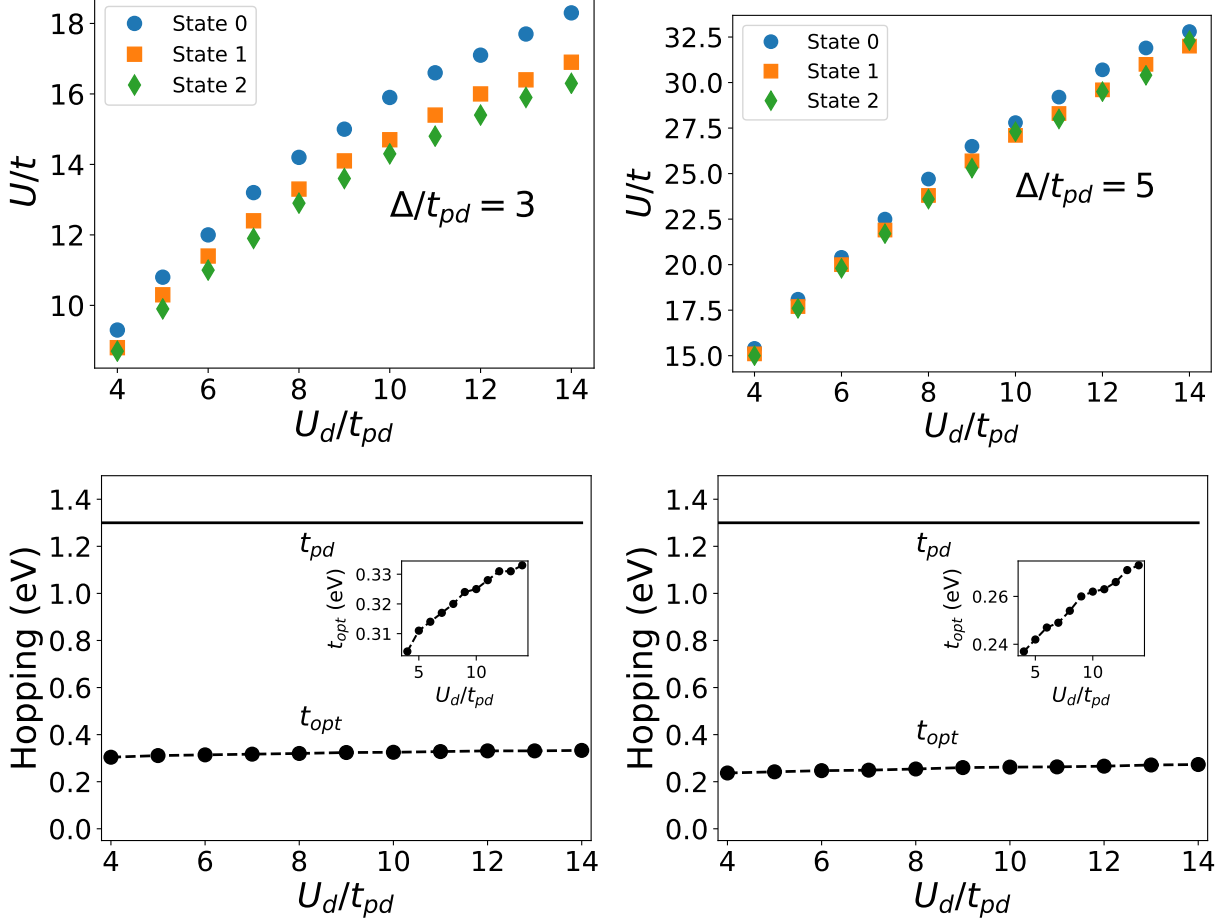 18
16
14
12
10
U/t
State 0
State 1
State 2
Δ/t_pd = 3
4 6 8 10 12 14
U_d/t_pd
32.5
30.0
27.5
25.0
22.5
20.0
17.5
15.0
U/t
State 0
State 1
State 2
Δ/t_pd = 5
4 6 8 10 12 14
U_d/t_pd
1.4
1.2
1.0
0.8
0.6
0.4
0.2
0.0
Hopping (eV)
t_pd
0.33
0.32
0.31
t_opt (eV)
5 10
U_d/t_pd
t_opt
4 6 8 10 12 14
U_d/t_pd
1.4
1.2
1.0
0.8
0.6
0.4
0.2
0.0
Hopping (eV)
t_pd
0.26
0.24
t_opt (eV)
5 10
U_d/t_pd
t_opt
4 6 8 10 12 14
U_d/t_pd